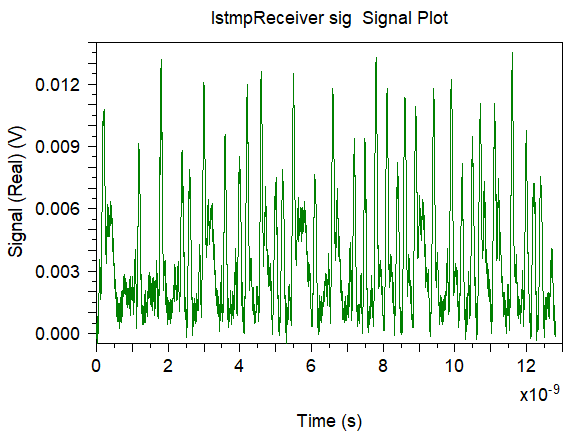 lstmpReceiver sig  Signal Plot
Signal (Real) (V)
0.012
0.009
0.006
0.003
0.000
0 2 4 6 8 10 12
x10⁻⁹
Time (s)